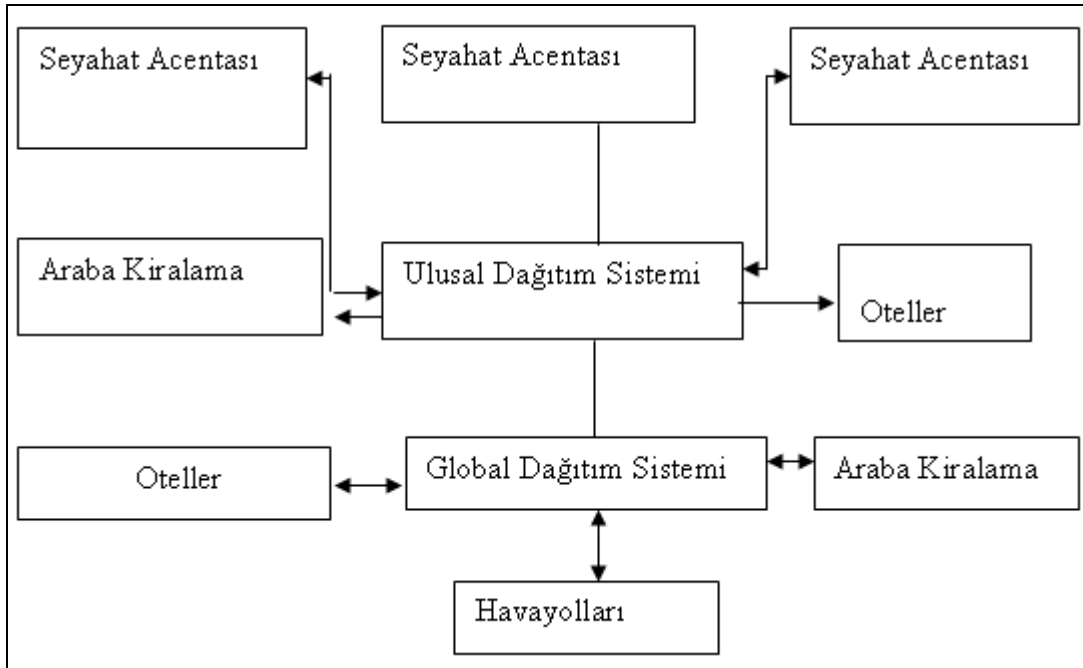 Seyahat Acentası
Seyahat Acentası
Seyahat Acentası
Araba Kiralama
Ulusal Dağıtım Sistemi
Oteller
Oteller
Global Dağıtım Sistemi
Araba Kiralama
Havayolları